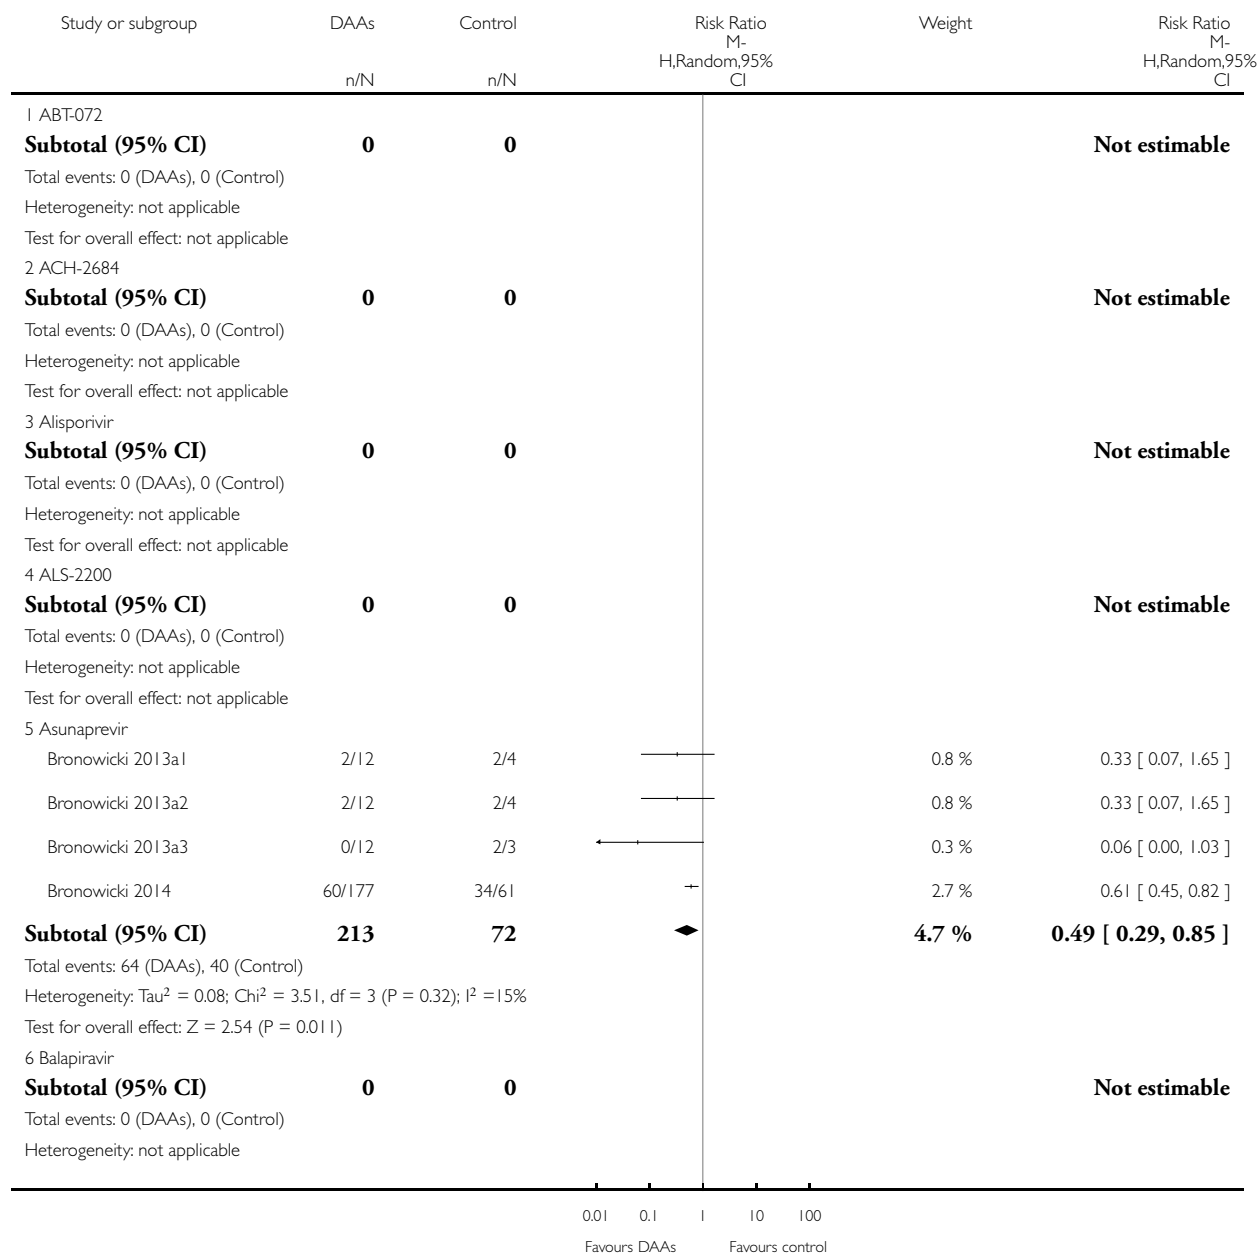 Study or subgroup DAAs Control Risk Ratio Weight Risk Ratio
M- M-
H,Random,95% H,Random,95%
n/N n/N CI CI
1 ABT-072
Subtotal (95% CI) 0 0 Not estimable
Total events: 0 (DAAs), 0 (Control)
Heterogeneity: not applicable
Test for overall effect: not applicable
2 ACH-2684
Subtotal (95% CI) 0 0 Not estimable
Total events: 0 (DAAs), 0 (Control)
Heterogeneity: not applicable
Test for overall effect: not applicable
3 Alisporivir
Subtotal (95% CI) 0 0 Not estimable
Total events: 0 (DAAs), 0 (Control)
Heterogeneity: not applicable
Test for overall effect: not applicable
4 ALS-2200
Subtotal (95% CI) 0 0 Not estimable
Total events: 0 (DAAs), 0 (Control)
Heterogeneity: not applicable
Test for overall effect: not applicable
5 Asunaprevir
Bronowicki 2013a1 2/12 2/4 0.8 % 0.33 [ 0.07, 1.65 ]
Bronowicki 2013a2 2/12 2/4 0.8 % 0.33 [ 0.07, 1.65 ]
Bronowicki 2013a3 0/12 2/3 0.3 % 0.06 [ 0.00, 1.03 ]
Bronowicki 2014 60/177 34/61 2.7 % 0.61 [ 0.45, 0.82 ]
Subtotal (95% CI) 213 72 4.7 % 0.49 [ 0.29, 0.85 ]
Total events: 64 (DAAs), 40 (Control)
Heterogeneity: Tau² = 0.08; Chi² = 3.51, df = 3 (P = 0.32); I² =15%
Test for overall effect: Z = 2.54 (P = 0.011)
6 Balapiravir
Subtotal (95% CI) 0 0 Not estimable
Total events: 0 (DAAs), 0 (Control)
Heterogeneity: not applicable
0.01 0.1 1 10 100
Favours DAAs Favours control